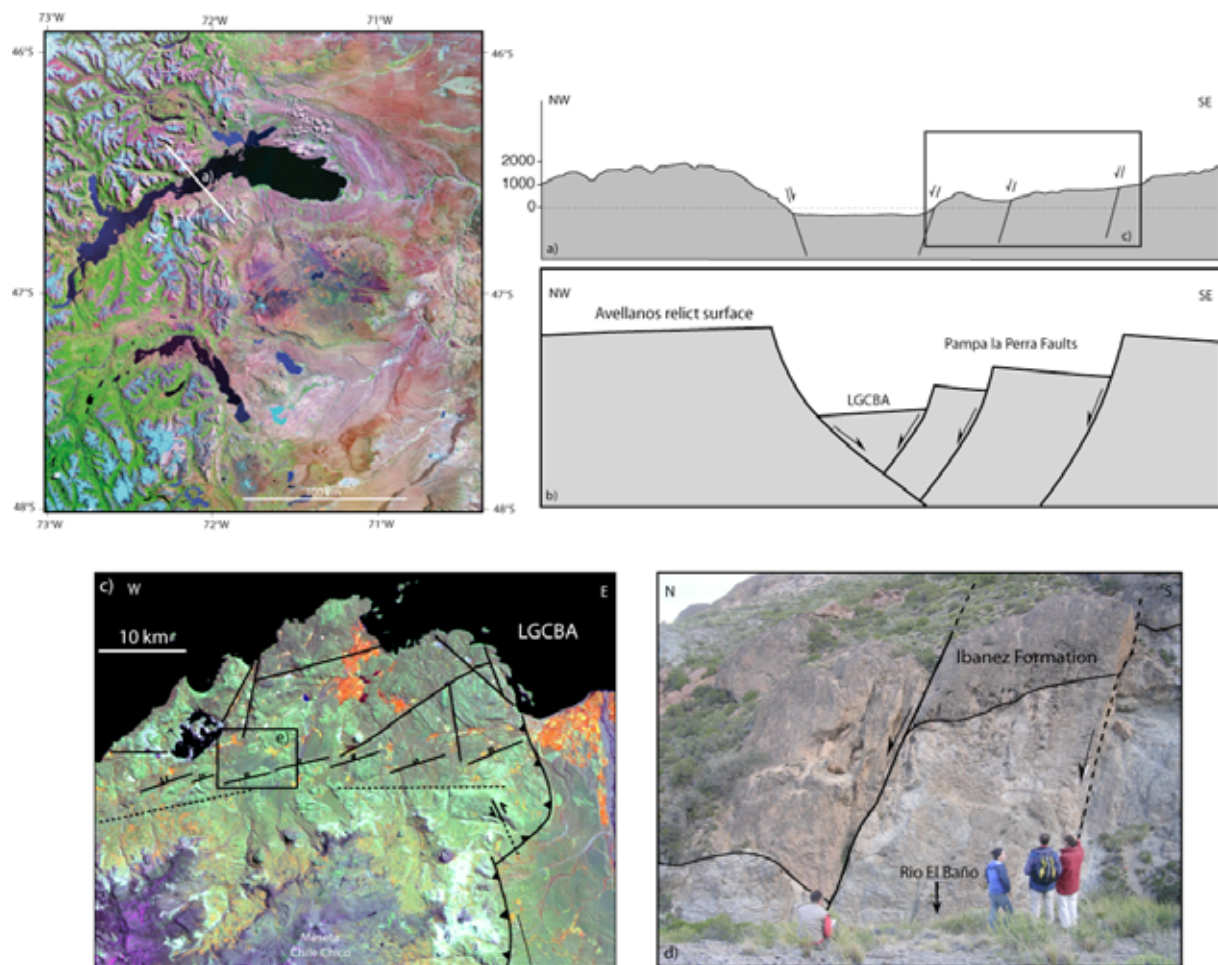 73°W
72°W
71°W
46°S
46°S
a)
47°S
47°S
48°S
48°S
73°W
72°W
71°W
NW
SE
2000
1000
0
a)
c)
NW
SE
Avellanos relict surface
Pampa la Perra Faults
LGCBA
b)
c) W
E
10 km
LGCBA
e)
Meseta
Chile Chico
N
S
Ibanez Formation
Rio El Baño
d)